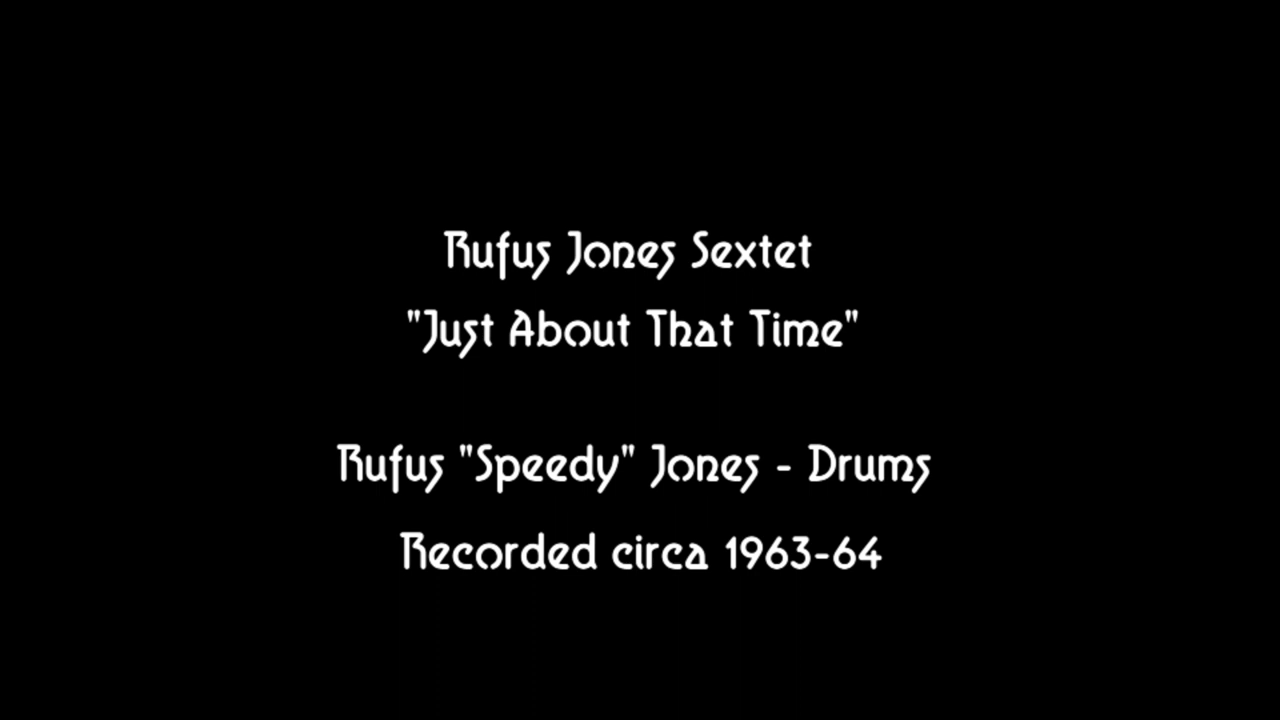 Rufus Jones Sextet
"Just About That Time"
Rufus "Speedy" Jones - Drums
Recorded circa 1963-64